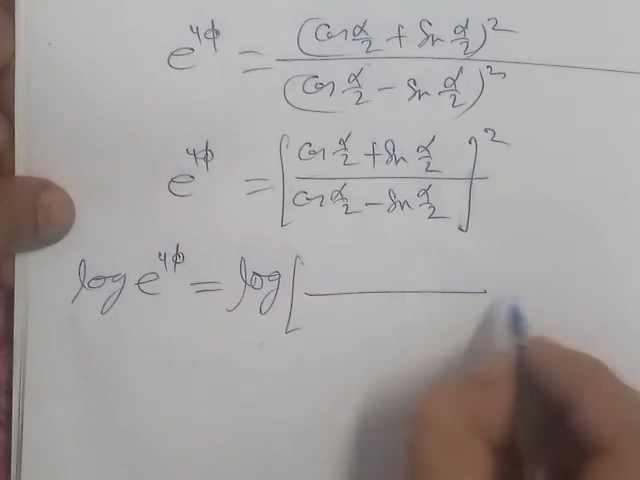 e^{4ϕ} = (cos α/2 + Sin α/2)² / (cos α/2 - Sin α/2)²
e^{4ϕ} = [cos α/2 + Sin α/2 / cos α/2 - Sin α/2]²
log e^{4ϕ} = log [